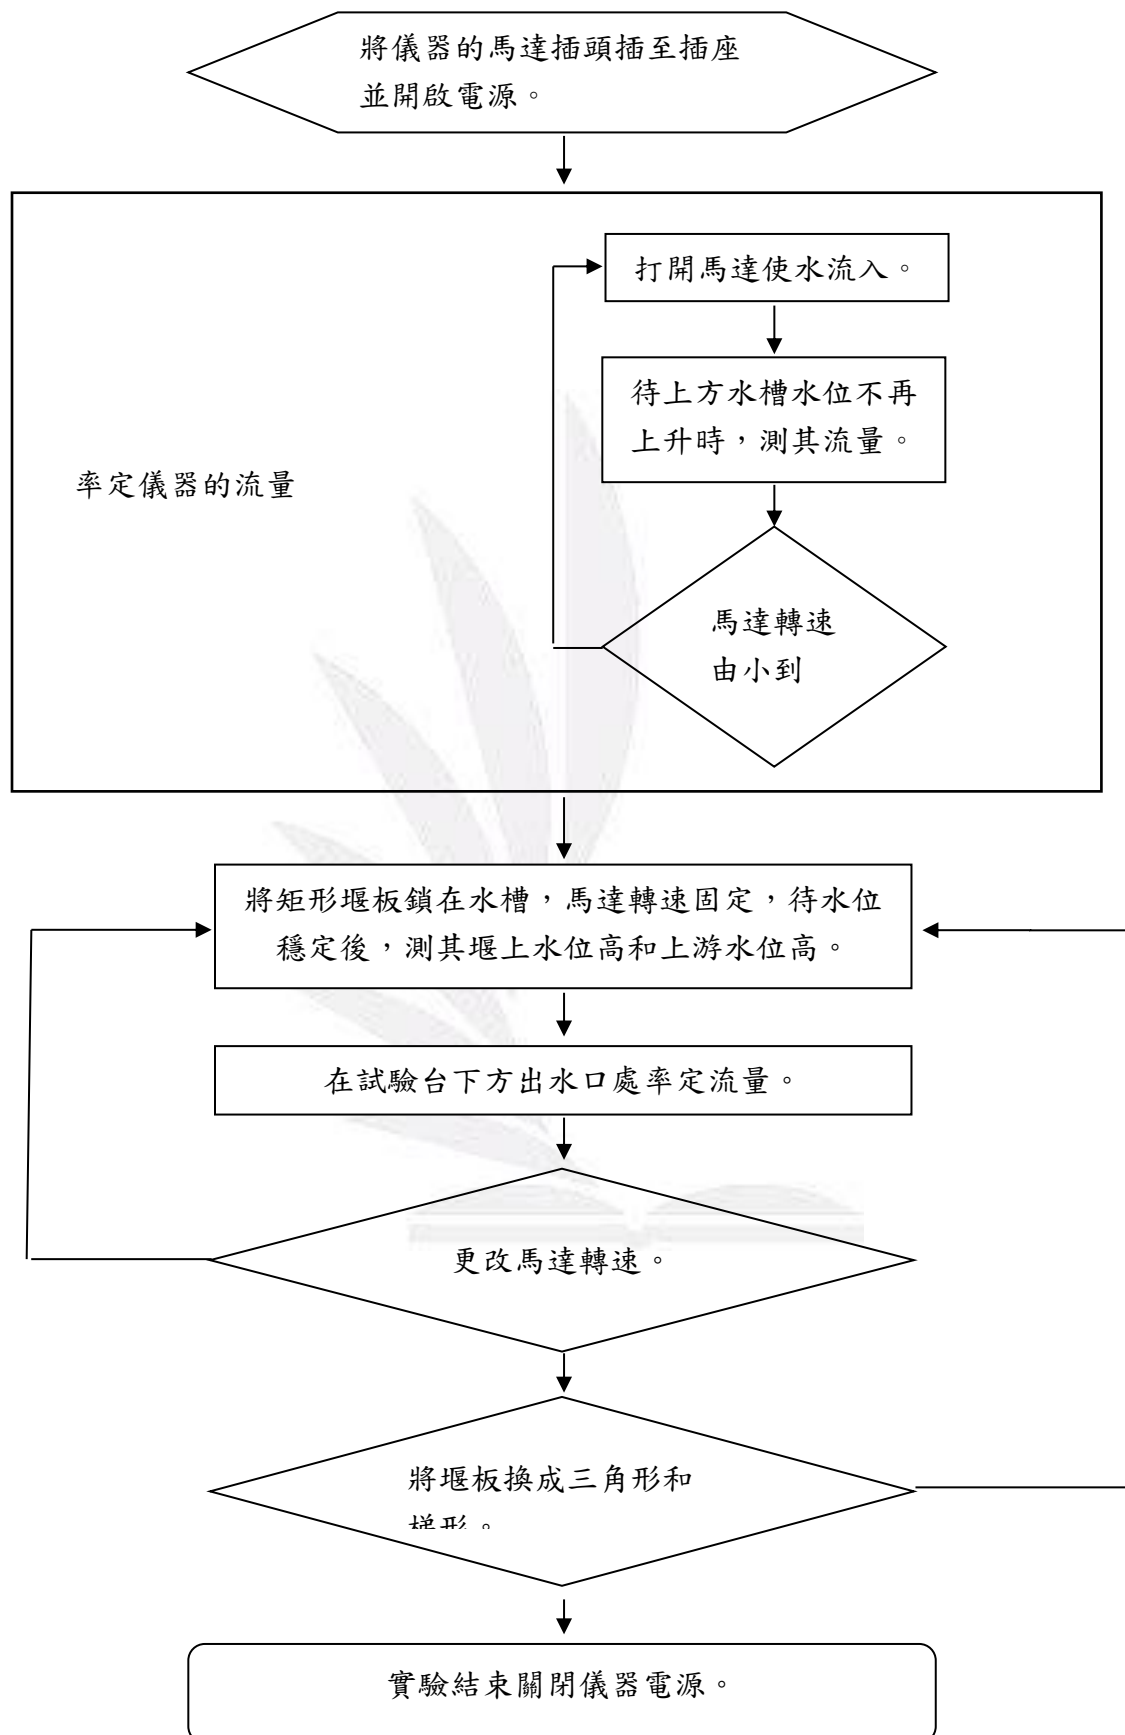 將儀器的馬達插頭插至插座
並開啟電源。
打開馬達使水流入。
待上方水槽水位不再
上升時，測其流量。
率定儀器的流量
馬達轉速
由小到
將矩形堰板鎖在水槽，馬達轉速固定，待水位
穩定後，測其堰上水位高和上游水位高。
在試驗台下方出水口處率定流量。
更改馬達轉速。
將堰板換成三角形和
梯形。
實驗結束關閉儀器電源。